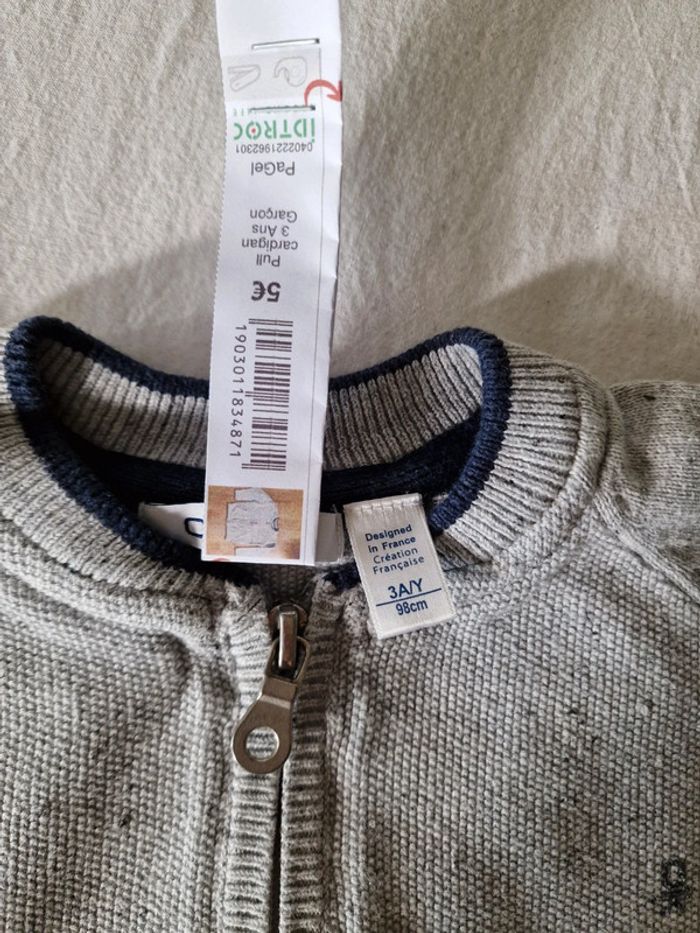 iDTROC
0402221962301
PaGel
Pull
cardigan
3 Ans
Garçon
5€
1903011834871
Designed
in France
Création
Française
3A/Y
98cm